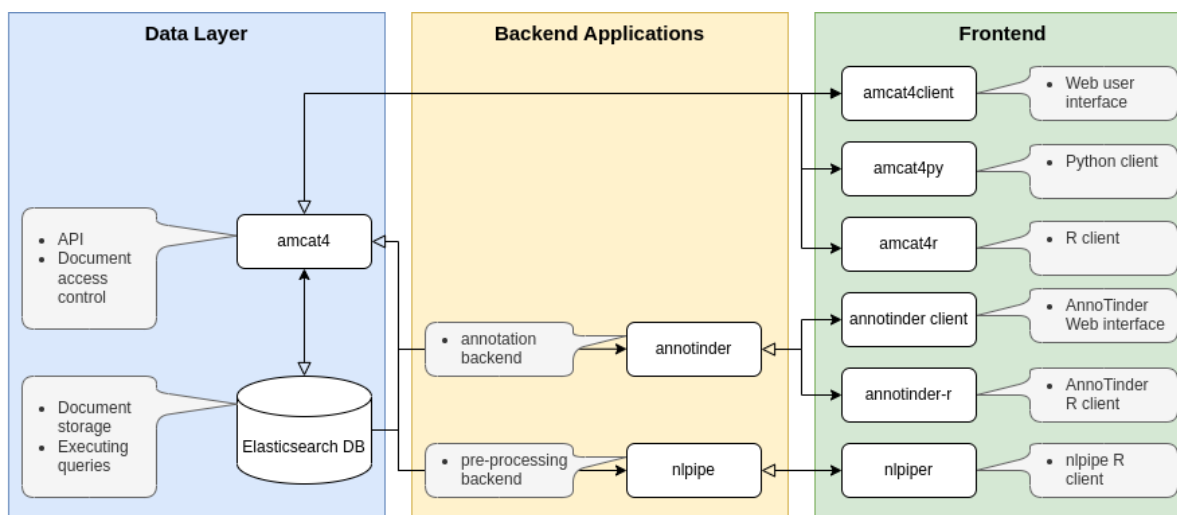 Data Layer
Backend Applications
Frontend
amcat4client
• Web user
interface
amcat4py
• Python client
• API
• Document
access
control
amcat4
amcat4r
• R client
• annotation
backend
annotinder
annotinder client
• AnnoTinder
Web interface
• Document
storage
• Executing
queries
Elasticsearch DB
annotinder-r
• AnnoTinder
R client
• pre-processing
backend
nlpipe
nlpiper
• nlpipe R
client